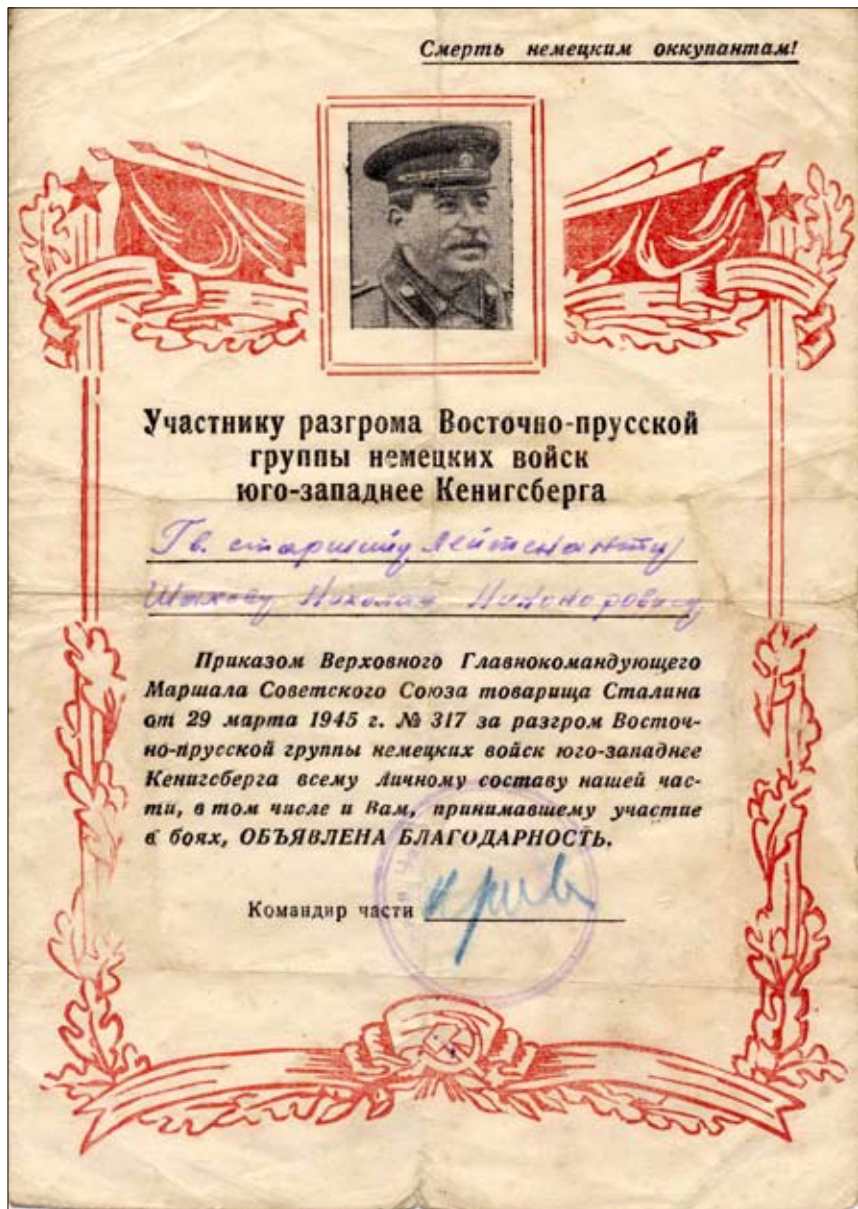 Смерть немецким оккупантам!
Участнику разгрома Восточно-прусской
группы немецких войск
юго-западнее Кенигсберга
Гв. старшему лейтенанту
Николаю Никоноровичу
Приказом Верховного Главнокомандующего
Маршала Советского Союза товарища Сталина
от 29 марта 1945 г. № 317 за разгром Восточ-
но-прусской группы немецких войск юго-западнее
Кенигсберга всему личному составу нашей час-
ти, в том числе и Вам, принимавшему участие
в боях, ОБЪЯВЛЕНА БЛАГОДАРНОСТЬ.
Командир части